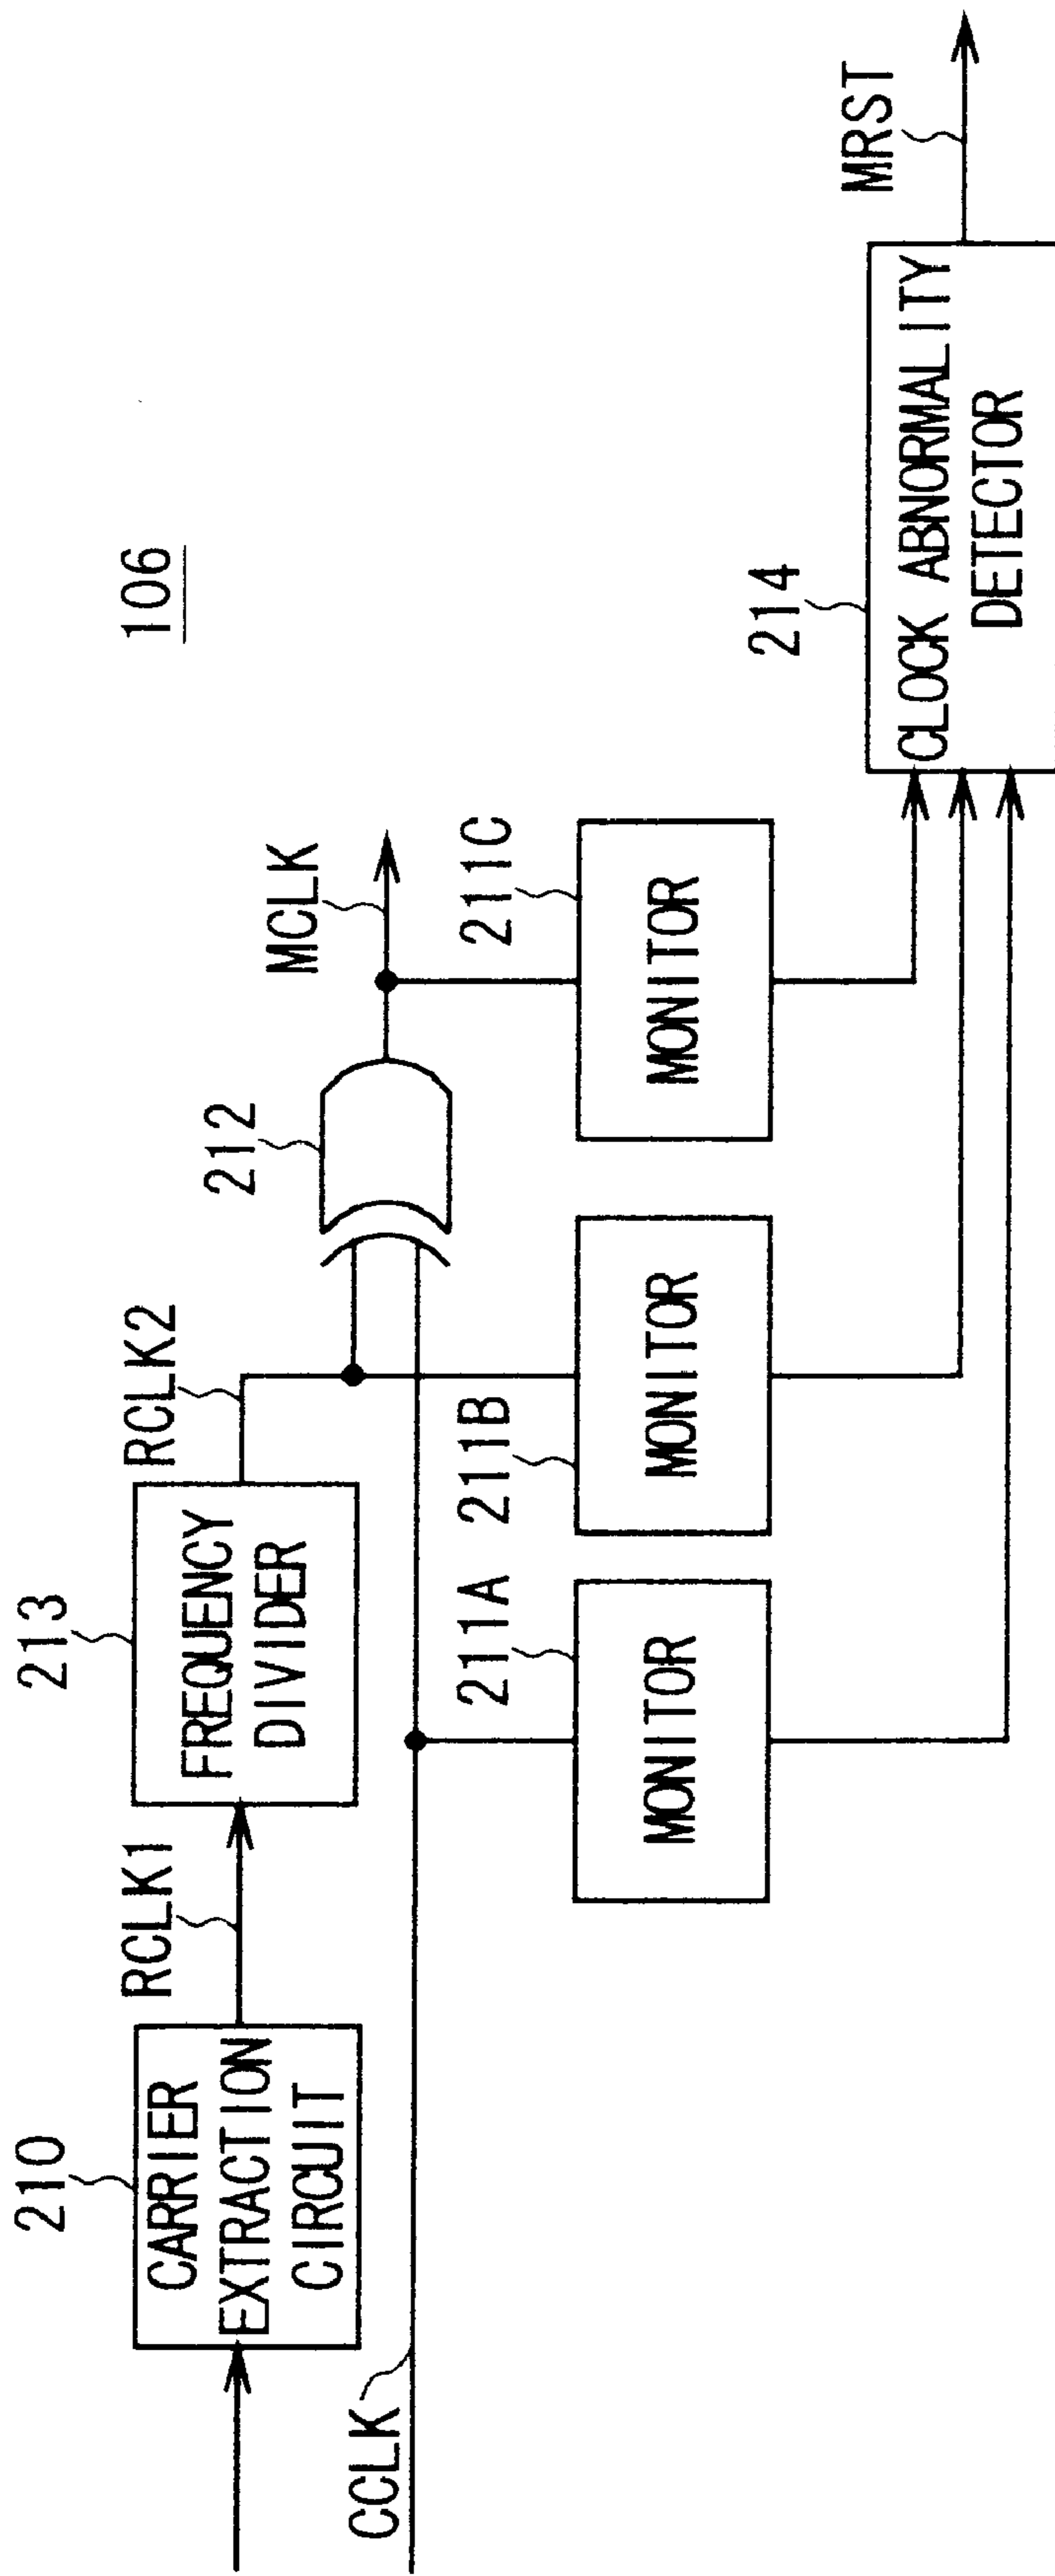 106
210
CARRIER
EXTRACTION
CIRCUIT
RCLK1
213
FREQUENCY
DIVIDER
RCLK2
212
MCLK
CCLK
211A
MONITOR
211B
MONITOR
211C
MONITOR
214
CLOCK ABNORMALITY
DETECTOR
MRST